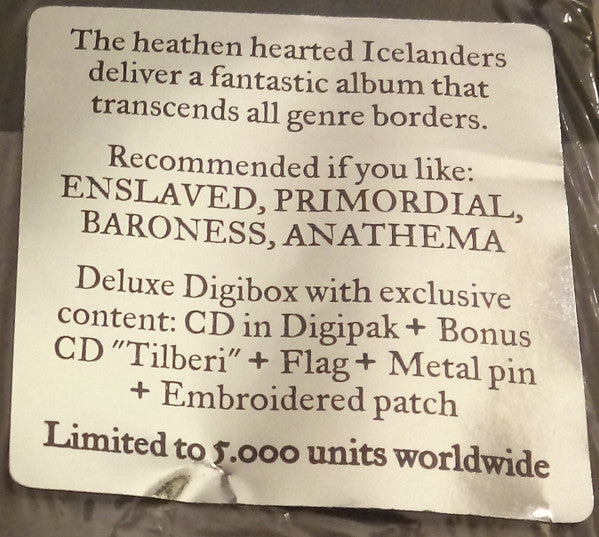 The heathen hearted Icelanders
deliver a fantastic album that
transcends all genre borders.
Recommended if you like:
ENSLAVED, PRIMORDIAL,
BARONESS, ANATHEMA
Deluxe Digibox with exclusive
content: CD in Digipak + Bonus
CD "Tilberi" + Flag + Metal pin
+ Embroidered patch
Limited to 5.000 units worldwide